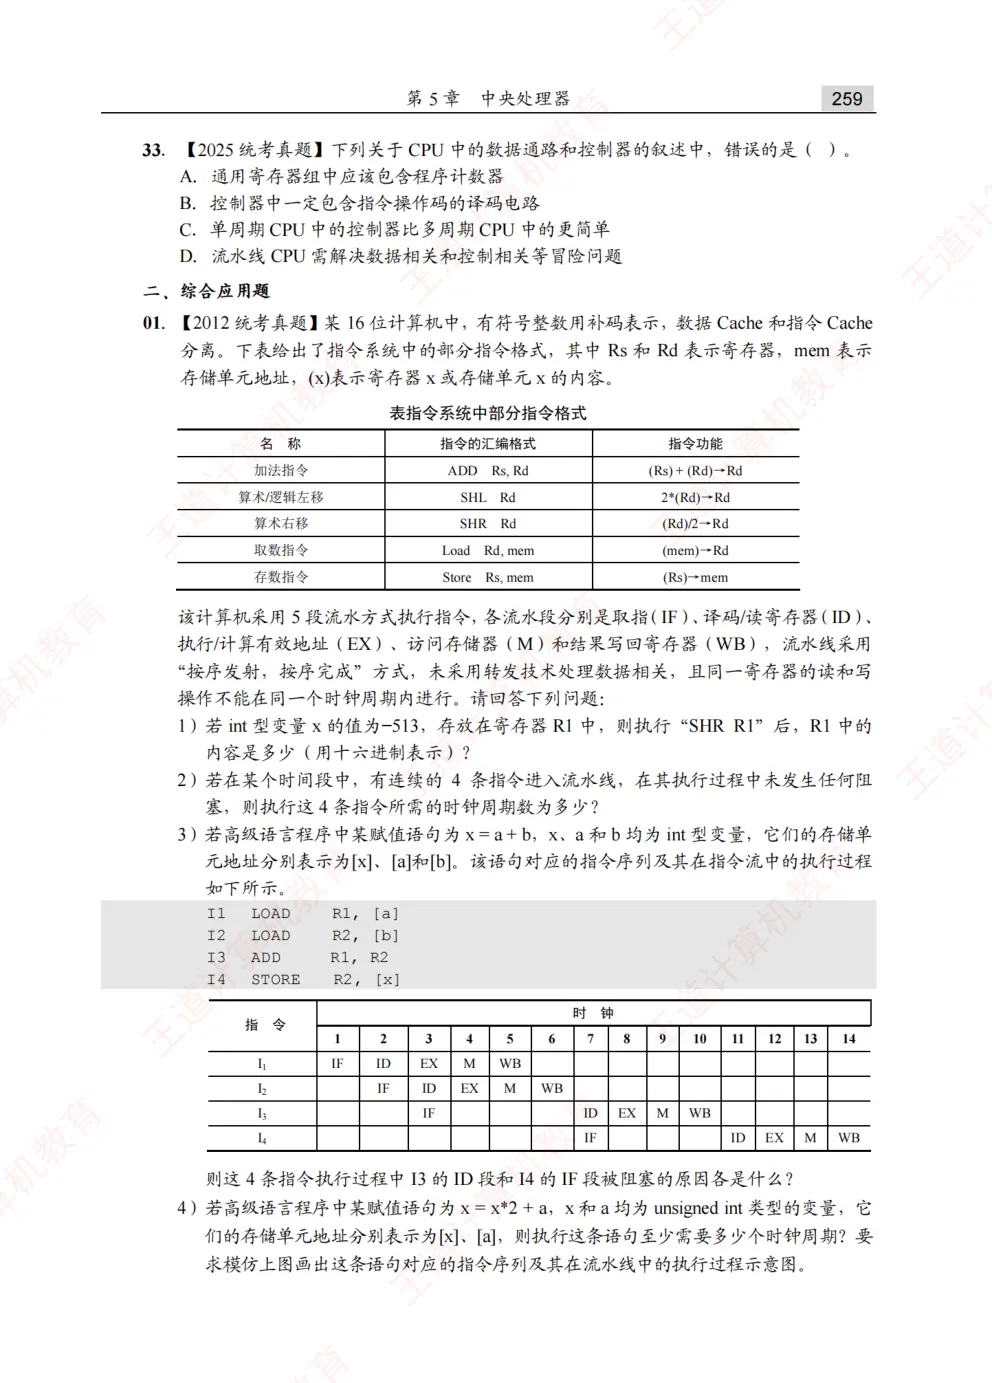 第 5 章 中央处理器 259
33. 【2025 统考真题】下列关于 CPU 中的数据通路和控制器的叙述中，错误的是（ ）。
A. 通用寄存器组中应该包含程序计数器
B. 控制器中一定包含指令操作码的译码电路
C. 单周期 CPU 中的控制器比多周期 CPU 中的更简单
D. 流水线 CPU 需解决数据相关和控制相关等冒险问题
二、综合应用题
01. 【2012 统考真题】某 16 位计算机中，有符号整数用补码表示，数据 Cache 和指令 Cache
分离。下表给出了指令系统中的部分指令格式，其中 Rs 和 Rd 表示寄存器，mem 表示
存储单元地址，(x)表示寄存器 x 或存储单元 x 的内容。
表指令系统中部分指令格式
名 称 指令的汇编格式 指令功能
加法指令 ADD Rs, Rd (Rs) + (Rd)→Rd
算术/逻辑左移 SHL Rd 2*(Rd)→Rd
算术右移 SHR Rd (Rd)/2→Rd
取数指令 Load Rd, mem (mem)→Rd
存数指令 Store Rs, mem (Rs)→mem
该计算机采用 5 段流水方式执行指令，各流水段分别是取指（IF）、译码/读寄存器（ID）、
执行/计算有效地址（EX）、访问存储器（M）和结果写回寄存器（WB），流水线采用
“按序发射，按序完成”方式，未采用转发技术处理数据相关，且同一寄存器的读和写
操作不能在同一个时钟周期内进行。请回答下列问题：
1）若 int 型变量 x 的值为−513，存放在寄存器 R1 中，则执行“SHR R1”后，R1 中的
内容是多少（用十六进制表示）？
2）若在某个时间段中，有连续的 4 条指令进入流水线，在其执行过程中未发生任何阻
塞，则执行这 4 条指令所需的时钟周期数为多少？
3）若高级语言程序中某赋值语句为 x = a + b，x、a 和 b 均为 int 型变量，它们的存储单
元地址分别表示为[x]、[a]和[b]。该语句对应的指令序列及其在指令流中的执行过程
如下所示。
I1 LOAD R1, [a]
I2 LOAD R2, [b]
I3 ADD R1, R2
I4 STORE R2, [x]
指 令 时 钟
1 2 3 4 5 6 7 8 9 10 11 12 13 14
I₁ IF ID EX M WB
I₂ IF ID EX M WB
I₃ IF ID EX M WB
I₄ IF ID EX M WB
则这 4 条指令执行过程中 I3 的 ID 段和 I4 的 IF 段被阻塞的原因各是什么？
4）若高级语言程序中某赋值语句为 x = x*2 + a，x 和 a 均为 unsigned int 类型的变量，它
们的存储单元地址分别表示为[x]、[a]，则执行这条语句至少需要多少个时钟周期？要
求模仿上图画出这条语句对应的指令序列及其在流水线中的执行过程示意图。